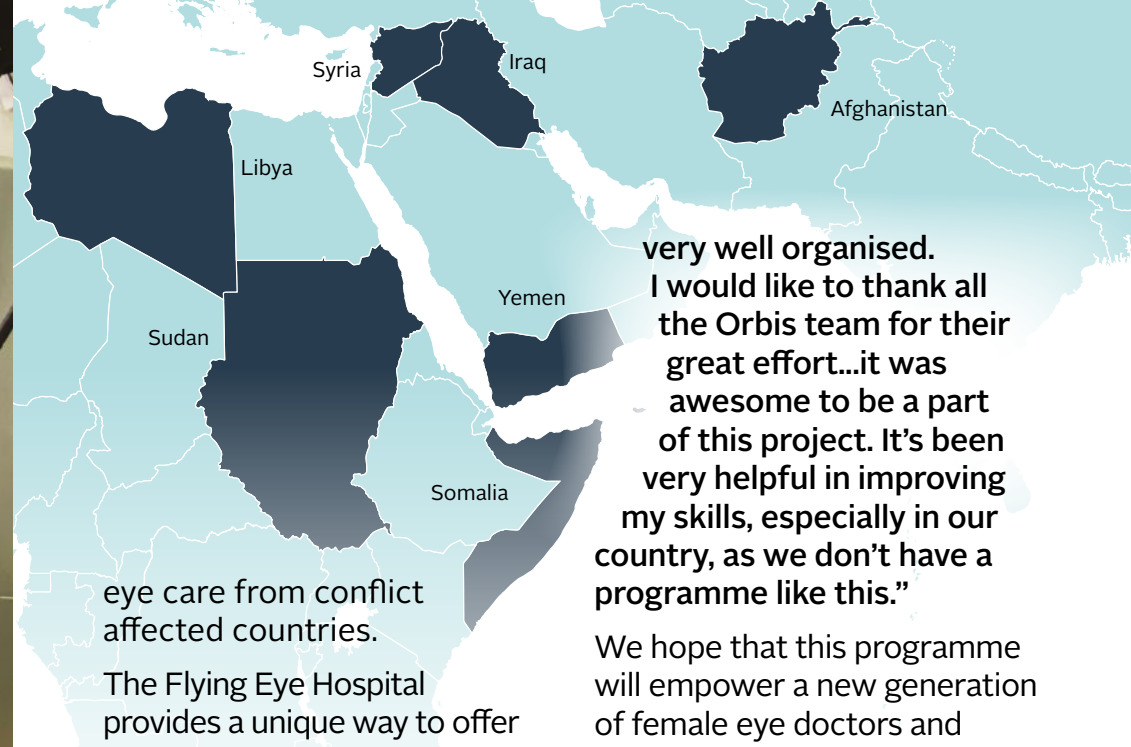 Syria
Iraq
Afghanistan
Libya
Sudan
Yemen
Somalia
eye care from conflict
affected countries.
The Flying Eye Hospital
provides a unique way to offer
very well organised.
I would like to thank all
the Orbis team for their
great effort...it was
awesome to be a part
of this project. It’s been
very helpful in improving
my skills, especially in our
country, as we don’t have a
programme like this.”
We hope that this programme
will empower a new generation
of female eye doctors and